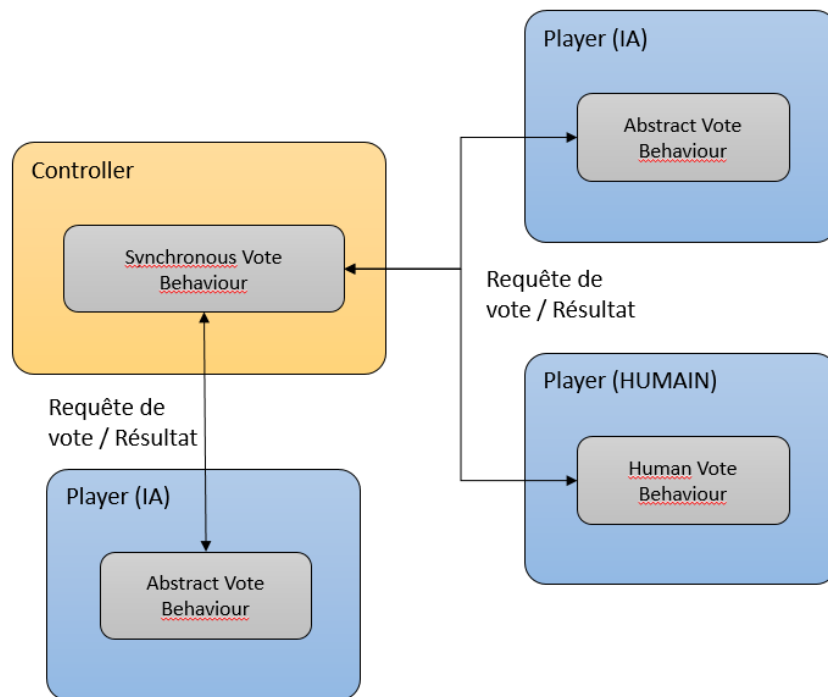 Player (IA)
Abstract Vote
Behaviour
Controller
Synchronous Vote
Behaviour
Requête de
vote / Résultat
Player (HUMAIN)
Human Vote
Behaviour
Requête de
vote / Résultat
Player (IA)
Abstract Vote
Behaviour